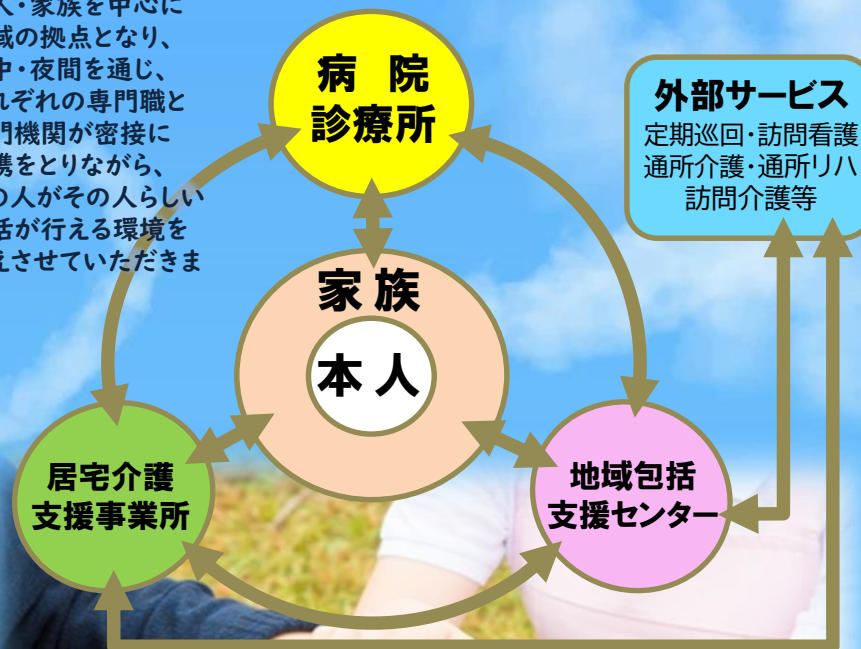 人・家族を中心に
域の拠点となり、
中・夜間を通じ、
れぞれの専門職と
門機関が密接に
携をとりながら、
の人がその人らしい
活が行える環境を
えさせていただきま
病 院
診療所
外部サービス
定期巡回・訪問看護
通所介護・通所リハ
訪問介護等
家 族
本 人
居宅介護
支援事業所
地域包括
支援センター